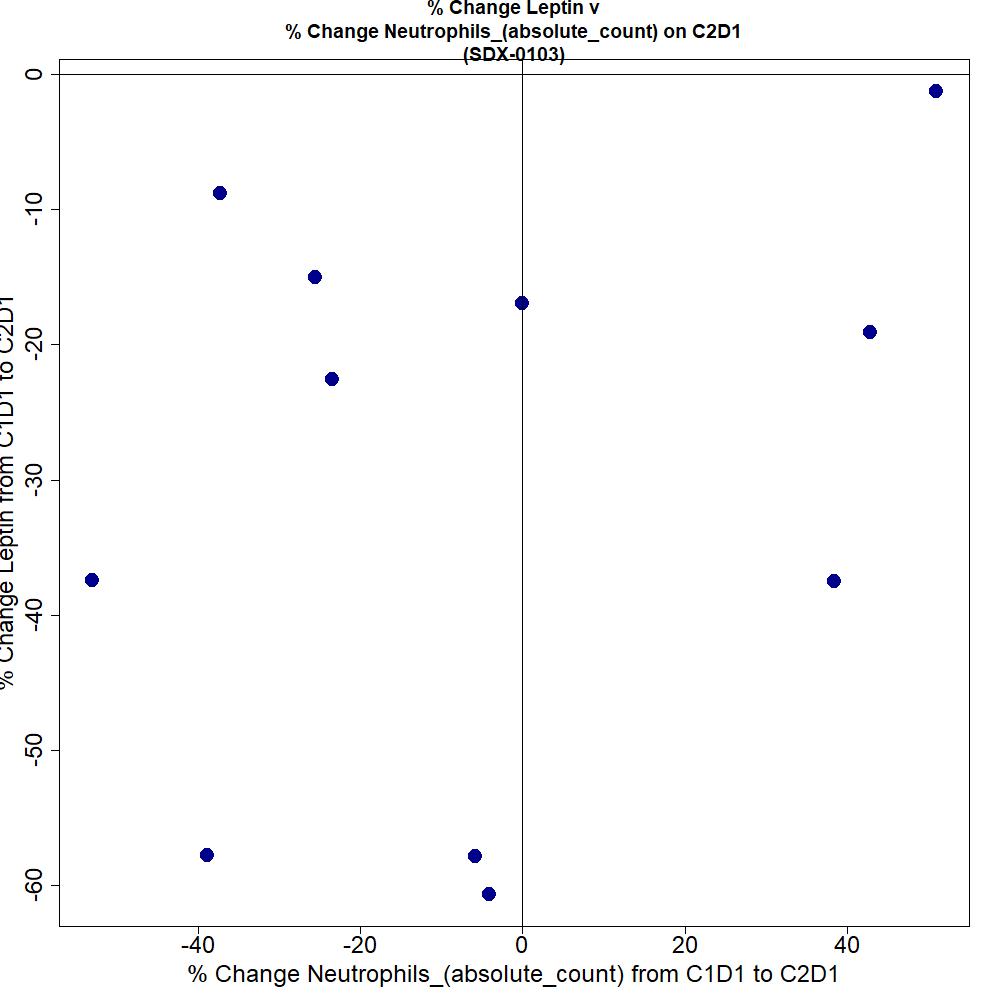 % Change Leptin v
% Change Neutrophils_(absolute_count) on C2D1
(SDX-0103)
0
-10
-20
-30
-40
-50
-60
% Change Leptin from C1D1 to C2D1
-40 -20 0 20 40
% Change Neutrophils_(absolute_count) from C1D1 to C2D1